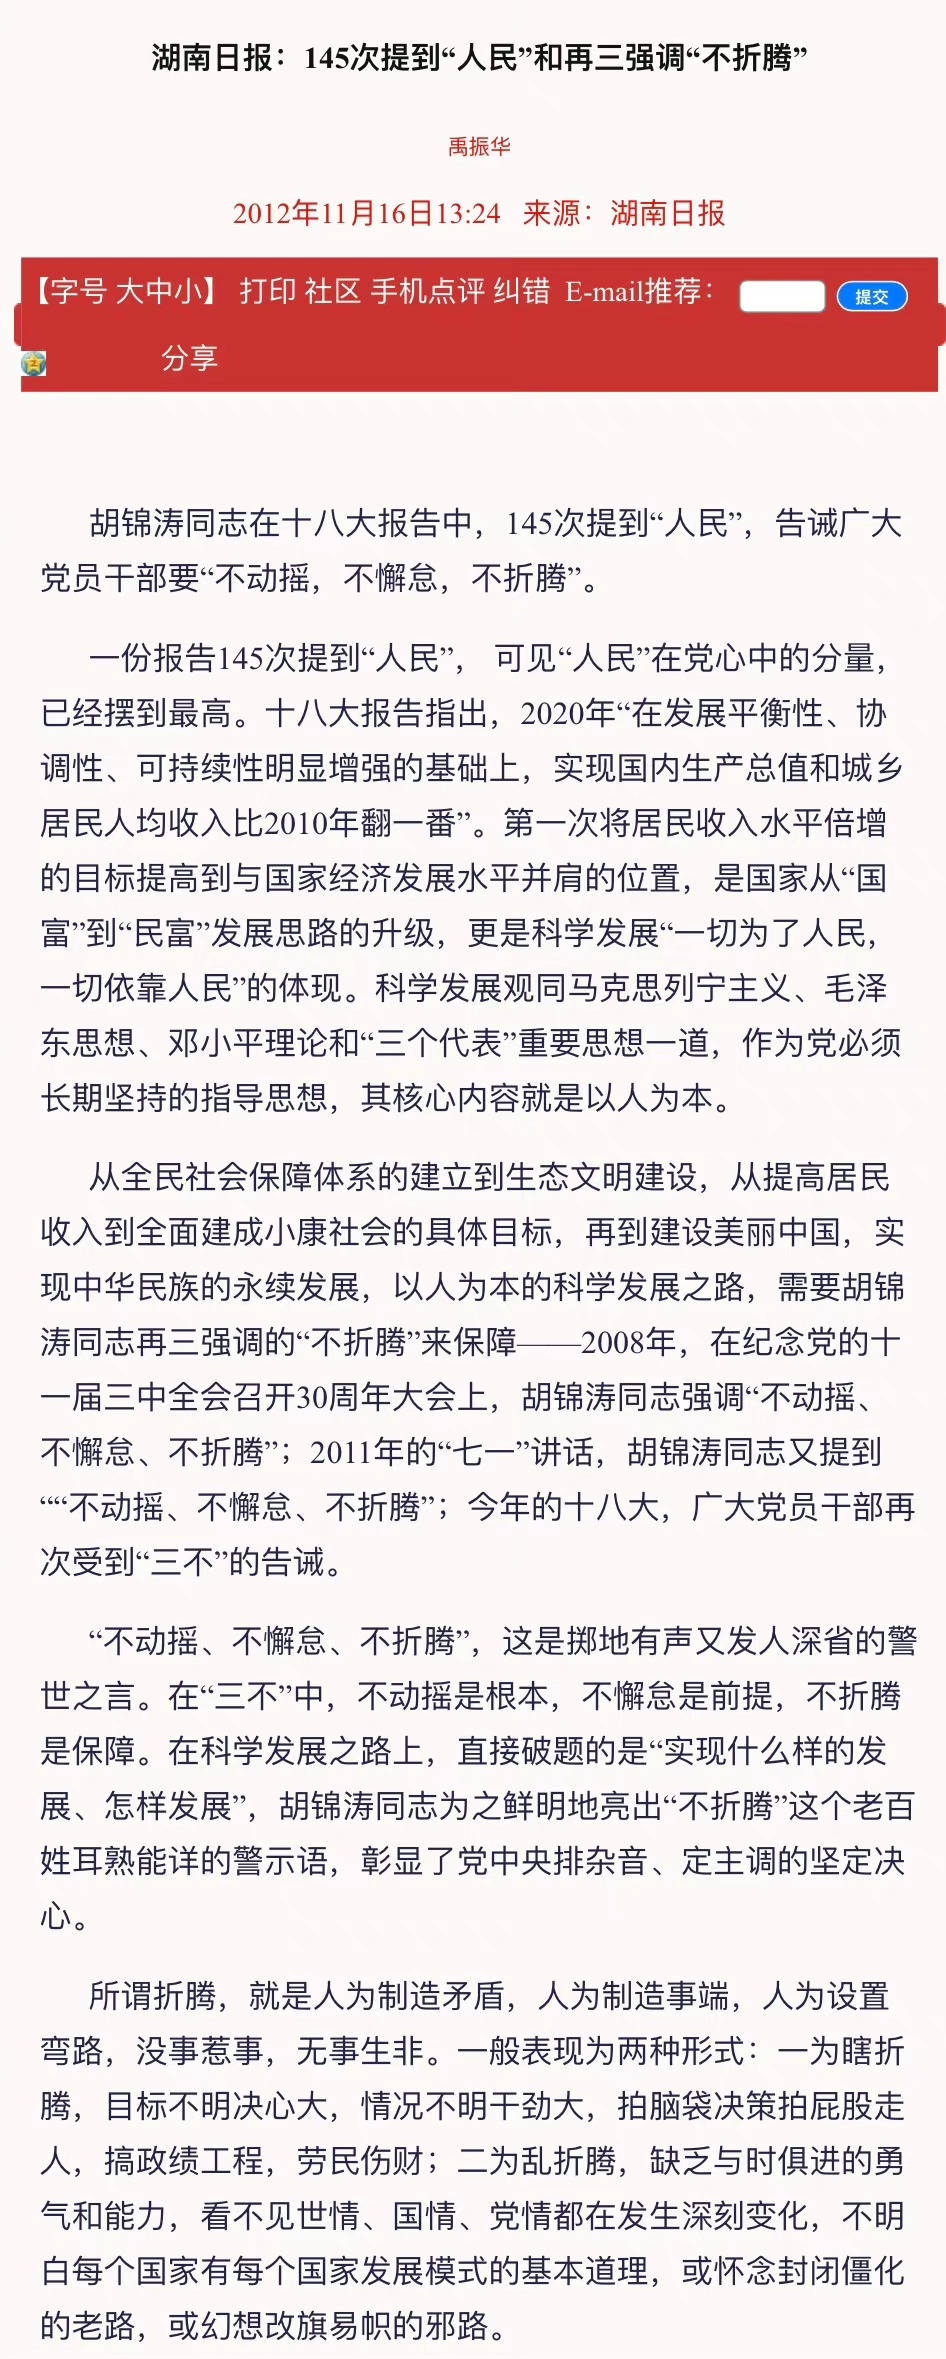 湖南日报：145次提到“人民”和再三强调“不折腾”
禹振华
2012年11月16日13:24 来源：湖南日报
【字号 大中小】 打印 社区 手机点评 纠错 E-mail推荐： 提交
分享
胡锦涛同志在十八大报告中，145次提到“人民”，告诫广大
党员干部要“不动摇，不懈怠，不折腾”。
一份报告145次提到“人民”， 可见“人民”在党心中的分量，
已经摆到最高。十八大报告指出，2020年“在发展平衡性、协
调性、可持续性明显增强的基础上，实现国内生产总值和城乡
居民人均收入比2010年翻一番”。第一次将居民收入水平倍增
的目标提高到与国家经济发展水平并肩的位置，是国家从“国
富”到“民富”发展思路的升级，更是科学发展“一切为了人民，
一切依靠人民”的体现。科学发展观同马克思列宁主义、毛泽
东思想、邓小平理论和“三个代表”重要思想一道，作为党必须
长期坚持的指导思想，其核心内容就是以人为本。
从全民社会保障体系的建立到生态文明建设，从提高居民
收入到全面建成小康社会的具体目标，再到建设美丽中国，实
现中华民族的永续发展，以人为本的科学发展之路，需要胡锦
涛同志再三强调的“不折腾”来保障——2008年，在纪念党的十
一届三中全会召开30周年大会上，胡锦涛同志强调“不动摇、
不懈怠、不折腾”；2011年的“七一”讲话，胡锦涛同志又提到
““不动摇、不懈怠、不折腾”；今年的十八大，广大党员干部再
次受到“三不”的告诫。
“不动摇、不懈怠、不折腾”，这是掷地有声又发人深省的警
世之言。在“三不”中，不动摇是根本，不懈怠是前提，不折腾
是保障。在科学发展之路上，直接破题的是“实现什么样的发
展、怎样发展”，胡锦涛同志为之鲜明地亮出“不折腾”这个老百
姓耳熟能详的警示语，彰显了党中央排杂音、定主调的坚定决
心。
所谓折腾，就是人为制造矛盾，人为制造事端，人为设置
弯路，没事惹事，无事生非。一般表现为两种形式：一为瞎折
腾，目标不明决心大，情况不明干劲大，拍脑袋决策拍屁股走
人，搞政绩工程，劳民伤财；二为乱折腾，缺乏与时俱进的勇
气和能力，看不见世情、国情、党情都在发生深刻变化，不明
白每个国家有每个国家发展模式的基本道理，或怀念封闭僵化
的老路，或幻想改旗易帜的邪路。